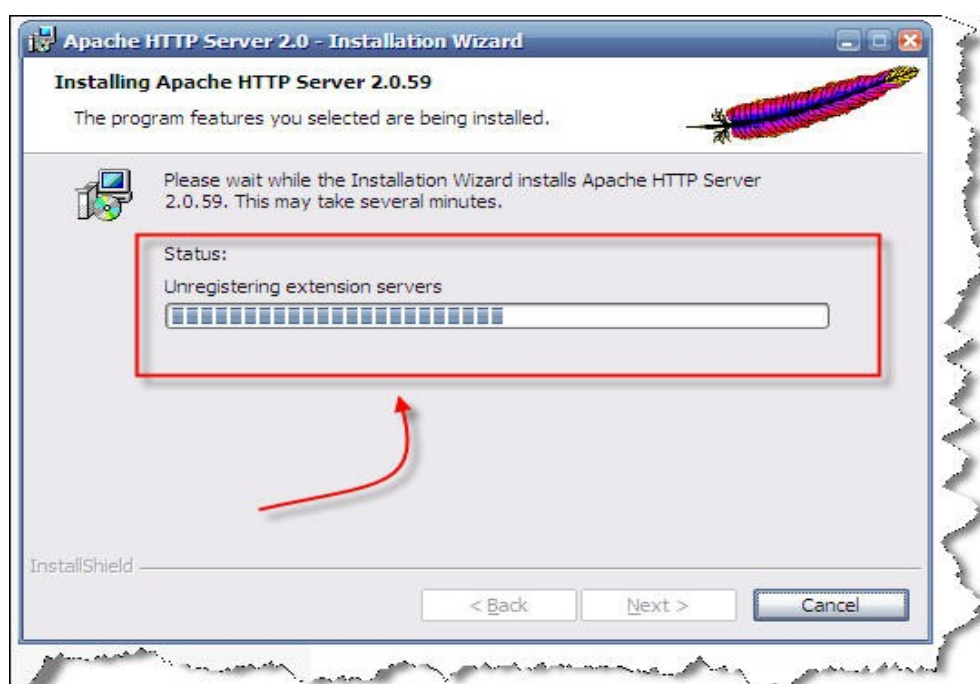 Apache HTTP Server 2.0 - Installation Wizard
Installing Apache HTTP Server 2.0.59
The program features you selected are being installed.
Please wait while the Installation Wizard installs Apache HTTP Server
2.0.59. This may take several minutes.
Status:
Unregistering extension servers
InstallShield
< Back
Next >
Cancel